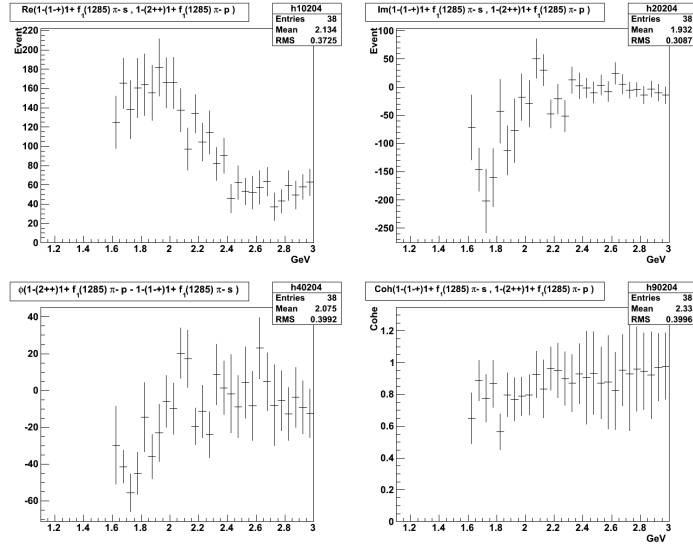 Re(1-(1-+)1+ f1(1285) π- s , 1-(2++)1+ f1(1285) π- p )
h10204
Entries 38
Mean 2.134
RMS 0.3725
Event
220
200
180
160
140
120
100
80
60
40
20
0
1.2 1.4 1.6 1.8 2 2.2 2.4 2.6 2.8 3
GeV
Im(1-(1-+)1+ f1(1285) π- s , 1-(2++)1+ f1(1285) π- p )
h20204
Entries 38
Mean 1.932
RMS 0.3087
Event
100
50
0
-50
-100
-150
-200
-250
1.2 1.4 1.6 1.8 2 2.2 2.4 2.6 2.8 3
GeV
φ(1-(2++)1+ f1(1285) π- p - 1-(1-+)1+ f1(1285) π- s )
h40204
Entries 38
Mean 2.075
RMS 0.3992
40
20
0
-20
-40
-60
1.2 1.4 1.6 1.8 2 2.2 2.4 2.6 2.8 3
Coh(1-(1-+)1+ f1(1285) π- s , 1-(2++)1+ f1(1285) π- p )
h90204
Entries 38
Mean 2.33
RMS 0.3996
Cohe
1.2
1
0.8
0.6
0.4
0.2
0
1.2 1.4 1.6 1.8 2 2.2 2.4 2.6 2.8 3
GeV